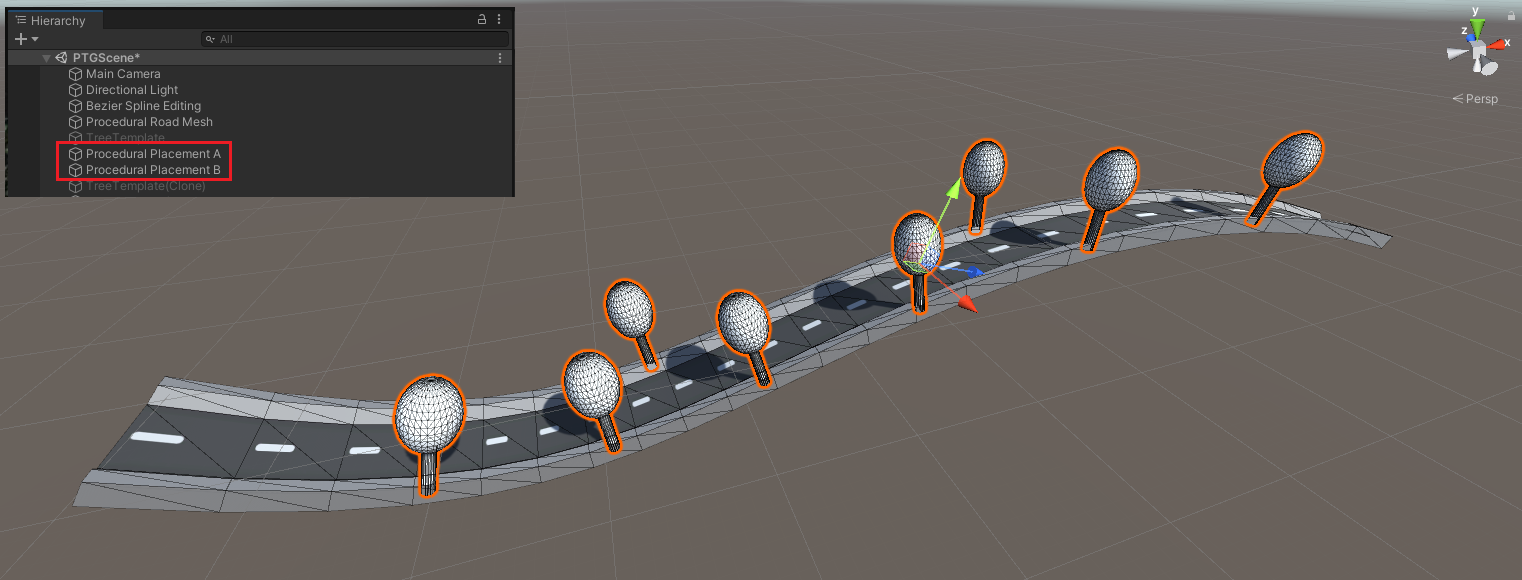 Hierarchy
All
PTGScene*
Main Camera
Directional Light
Bezier Spline Editing
Procedural Road Mesh
TreeTemplate
Procedural Placement A
Procedural Placement B
TreeTemplate(Clone)
y
z
x
Persp